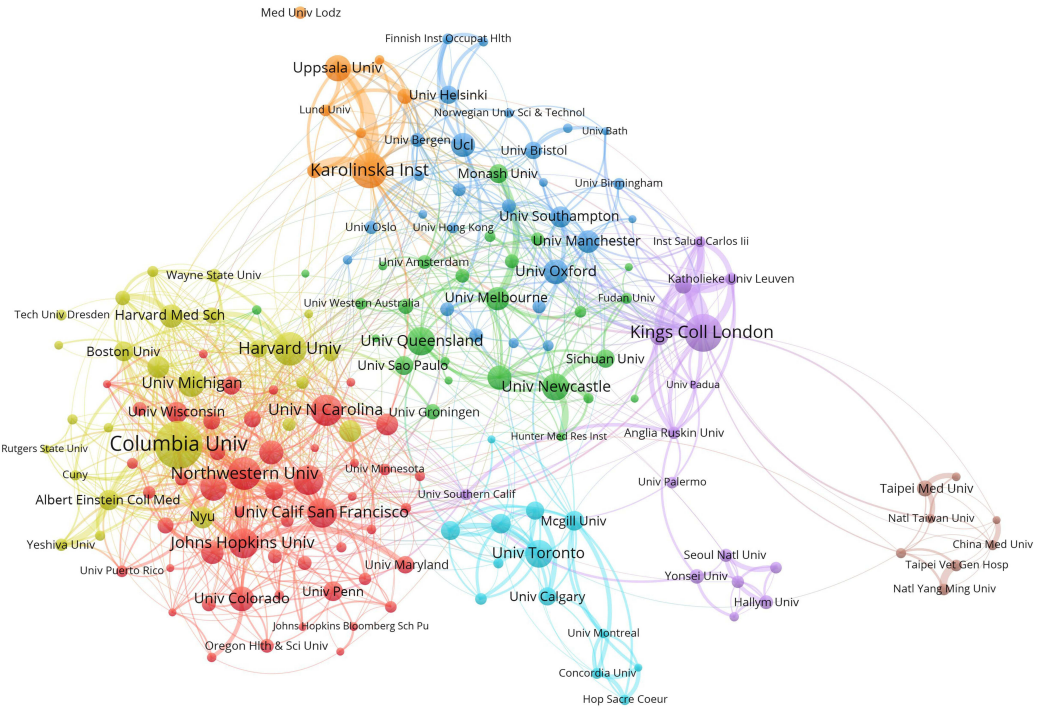 Med Univ Lodz
Finnish Inst Occupat Hlth
Uppsala Univ
Univ Helsinki
Lund Univ
Norwegian Univ Sci & Technol
Univ Bath
Univ Bergen
Ucl
Univ Bristol
Karolinska Inst
Monash Univ
Univ Birmingham
Univ Southampton
Univ Oslo
Univ Hong Kong
Univ Manchester
Inst Salud Carlos Iii
Univ Amsterdam
Univ Oxford
Wayne State Univ
Katholieke Univ Leuven
Univ Western Australia
Univ Melbourne
Fudan Univ
Tech Univ Dresden
Harvard Med Sch
Kings Coll London
Univ Queensland
Harvard Univ
Boston Univ
Sichuan Univ
Univ Sao Paulo
Univ Michigan
Univ Newcastle
Univ Padua
Univ Wisconsin
Univ N Carolina
Univ Groningen
Anglia Ruskin Univ
Hunter Med Res Inst
Columbia Univ
Rutgers State Univ
Univ Minnesota
Cuny
Northwestern Univ
Univ Palermo
Taipei Med Univ
Univ Southern Calif
Albert Einstein Coll Med
Univ Calif San Francisco
Nyu
Mcgill Univ
Natl Taiwan Univ
Yeshiva Univ
Johns Hopkins Univ
China Med Univ
Univ Toronto
Seoul Natl Univ
Univ Maryland
Taipei Vet Gen Hosp
Univ Puerto Rico
Yonsei Univ
Natl Yang Ming Univ
Univ Penn
Univ Colorado
Univ Calgary
Hallym Univ
Johns Hopkins Bloomberg Sch Pu
Univ Montreal
Oregon Hlth & Sci Univ
Concordia Univ
Hop Sacre Coeur